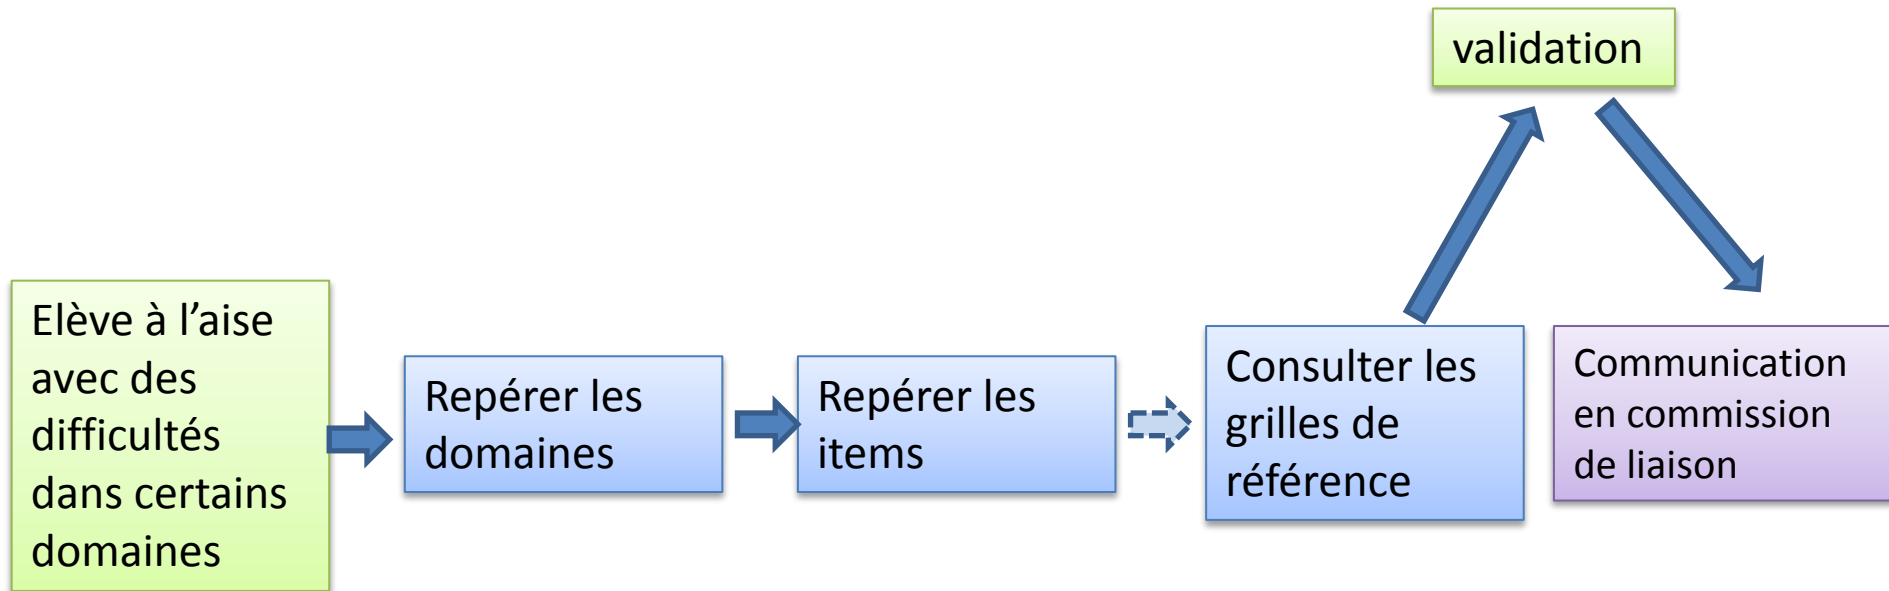 validation
Elève à l’aise
avec des
difficultés
dans certains
domaines
Repérer les
domaines
Repérer les
items
Consulter les
grilles de
référence
Communication
en commission
de liaison